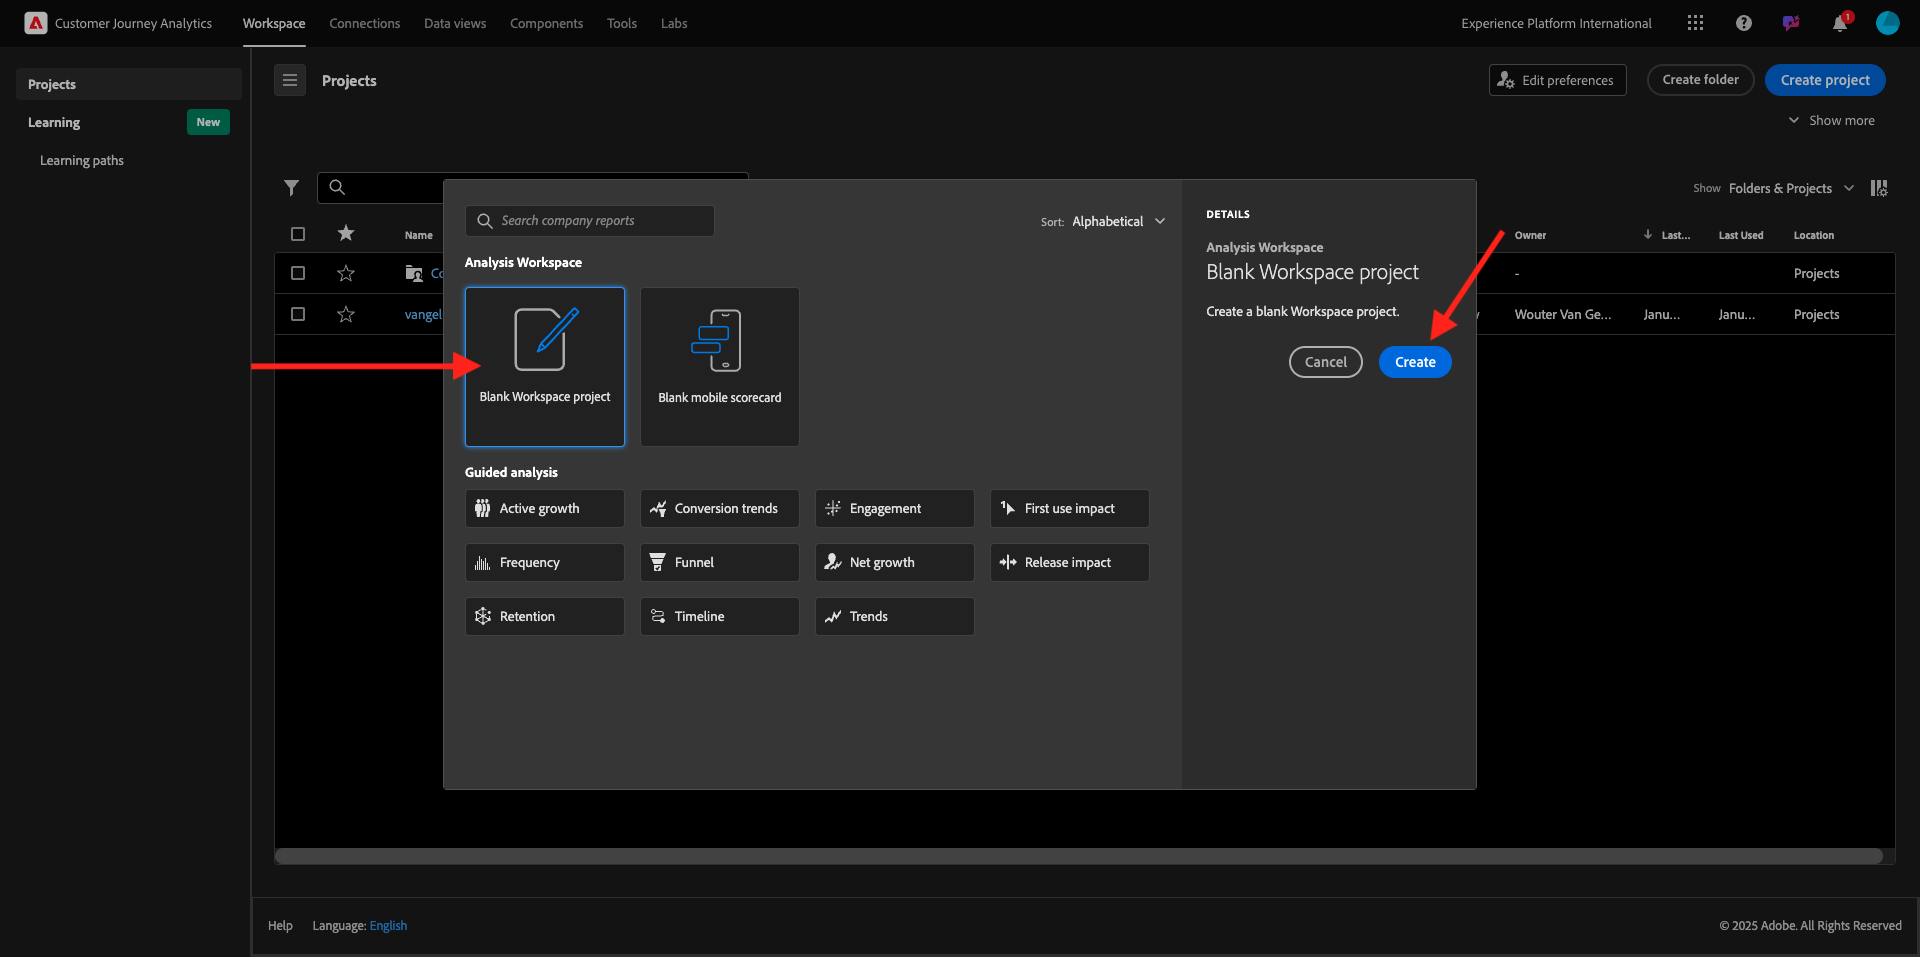 Customer Journey Analytics
Workspace
Connections
Data views
Components
Tools
Labs
Experience Platform International
1
Projects
Learning
New
Learning paths
Projects
Edit preferences
Create folder
Create project
Show more
Show
Folders & Projects
Name
Owner
Last...
Last Used
Location
Co
-
Projects
vangel
y
Wouter Van Ge...
Janu...
Janu...
Projects
Search company reports
Sort:
Alphabetical
Analysis Workspace
Blank Workspace project
Blank mobile scorecard
Guided analysis
Active growth
Conversion trends
Engagement
First use impact
Frequency
Funnel
Net growth
Release impact
Retention
Timeline
Trends
DETAILS
Analysis Workspace
Blank Workspace project
Create a blank Workspace project.
Cancel
Create
Help
Language: English
© 2025 Adobe. All Rights Reserved